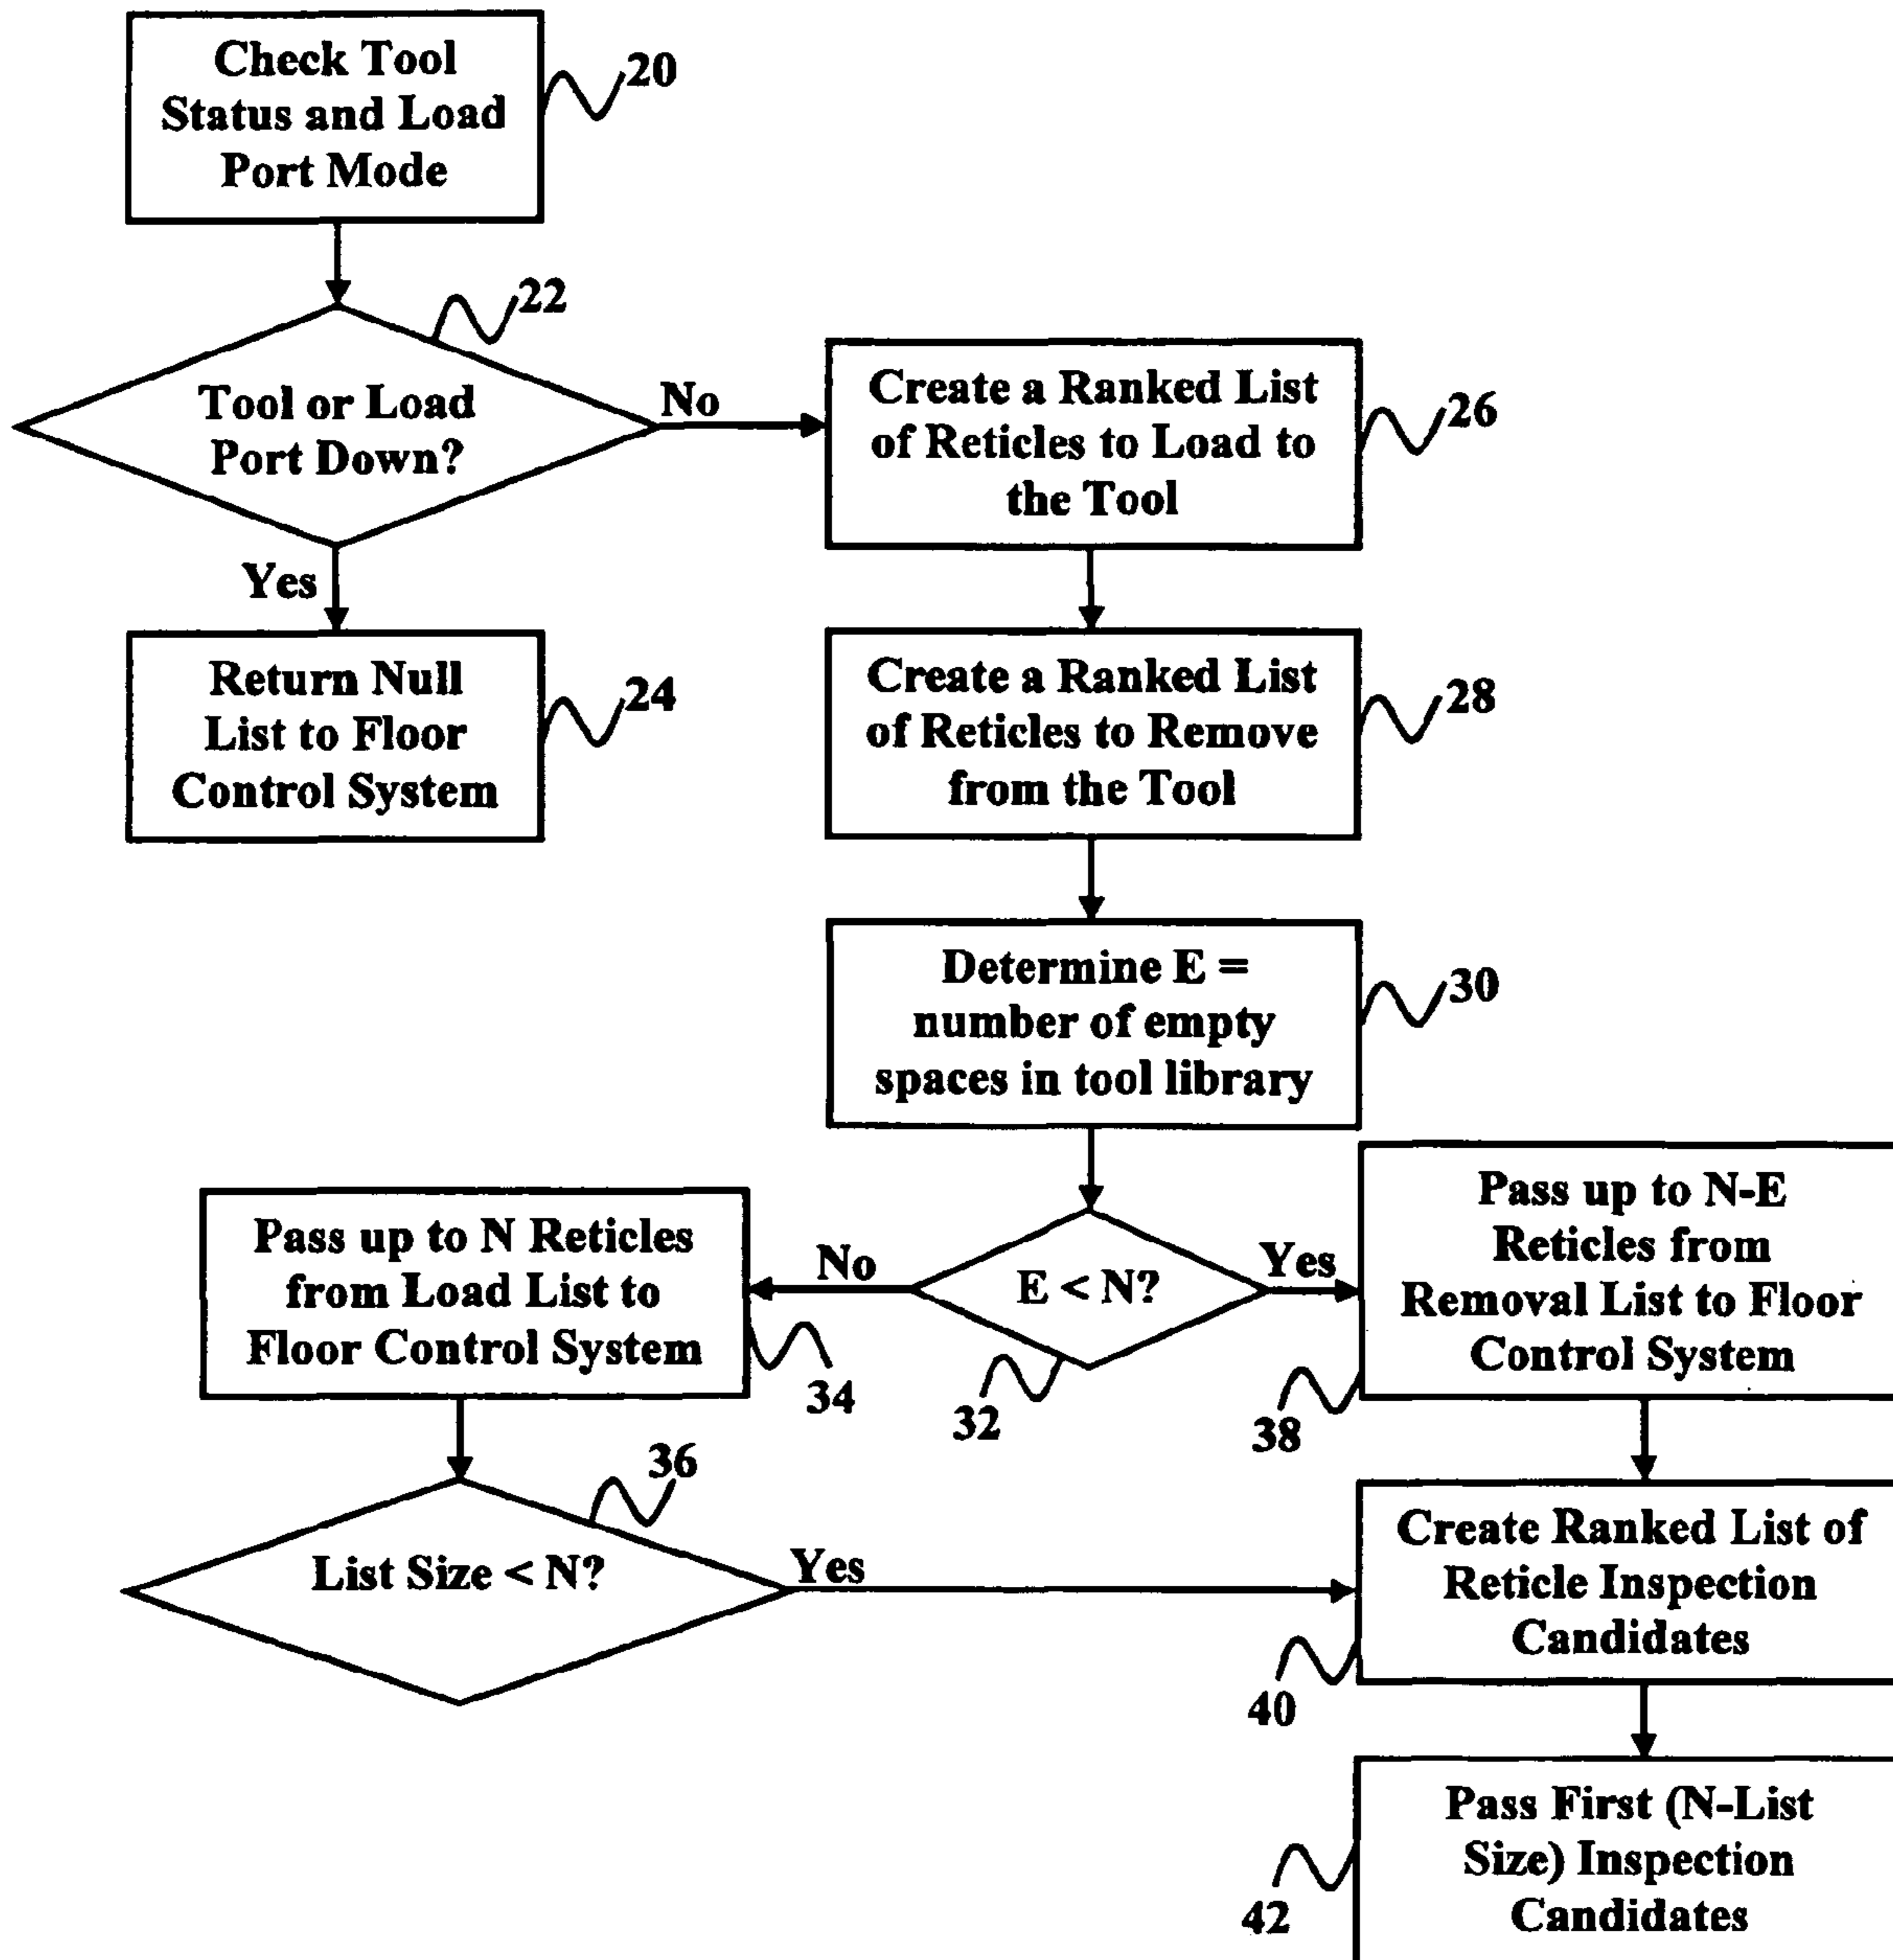 Check Tool
Status and Load
Port Mode
20
22
Tool or Load
Port Down?
No
Yes
Return Null
List to Floor
Control System
24
Create a Ranked List
of Reticles to Load to
the Tool
26
Create a Ranked List
of Reticles to Remove
from the Tool
28
Determine E =
number of empty
spaces in tool library
30
E < N?
32
No
Yes
Pass up to N Reticles
from Load List to
Floor Control System
34
Pass up to N-E
Reticles from
Removal List to Floor
Control System
38
36
List Size < N?
Yes
Create Ranked List of
Reticle Inspection
Candidates
40
Pass First (N-List
Size) Inspection
Candidates
42